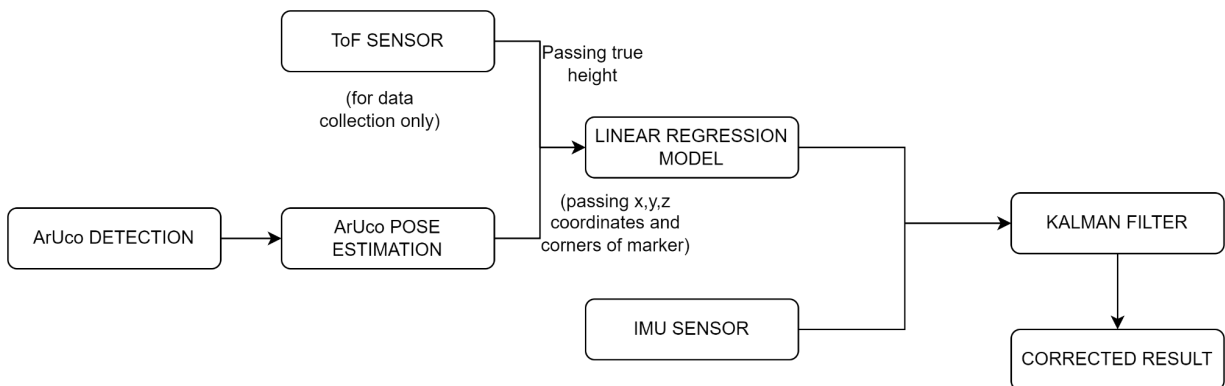 ToF SENSOR
Passing true
height
(for data
collection only)
LINEAR REGRESSION
MODEL
(passing x,y,z
coordinates and
corners of marker)
ArUco DETECTION
ArUco POSE
ESTIMATION
KALMAN FILTER
IMU SENSOR
CORRECTED RESULT